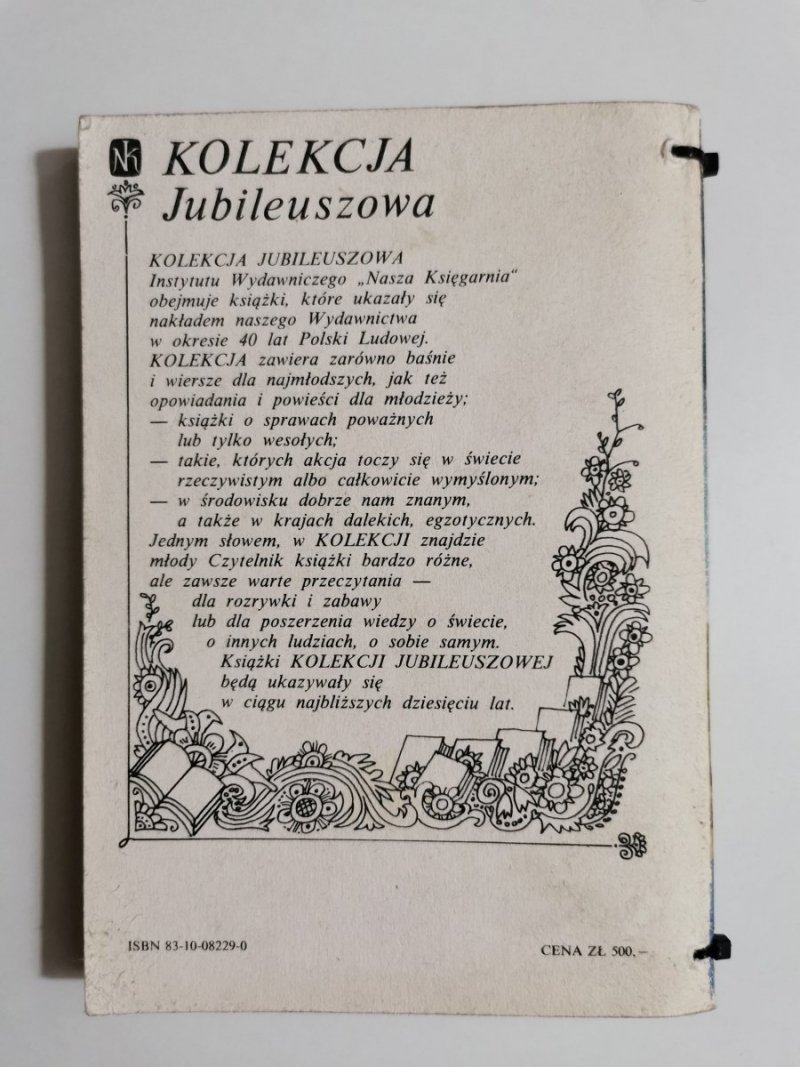 NK
KOLEKCJA
Jubileuszowa
KOLEKCJA JUBILEUSZOWA
Instytutu Wydawniczego „Nasza Księgarnia"
obejmuje książki, które ukazały się
nakładem naszego Wydawnictwa
w okresie 40 lat Polski Ludowej.
KOLEKCJA zawiera zarówno baśnie
i wiersze dla najmłodszych, jak też
opowiadania i powieści dla młodzieży;
— książki o sprawach poważnych
lub tylko wesołych;
— takie, których akcja toczy się w świecie
rzeczywistym albo całkowicie wymyślonym;
— w środowisku dobrze nam znanym,
a także w krajach dalekich, egzotycznych.
Jednym słowem, w KOLEKCJI znajdzie
młody Czytelnik książki bardzo różne,
ale zawsze warte przeczytania —
dla rozrywki i zabawy
lub dla poszerzenia wiedzy o świecie,
o innych ludziach, o sobie samym.
Książki KOLEKCJI JUBILEUSZOWEJ
będą ukazywały się
w ciągu najbliższych dziesięciu lat.
ISBN 83-10-08229-0
CENA ZŁ 500,—